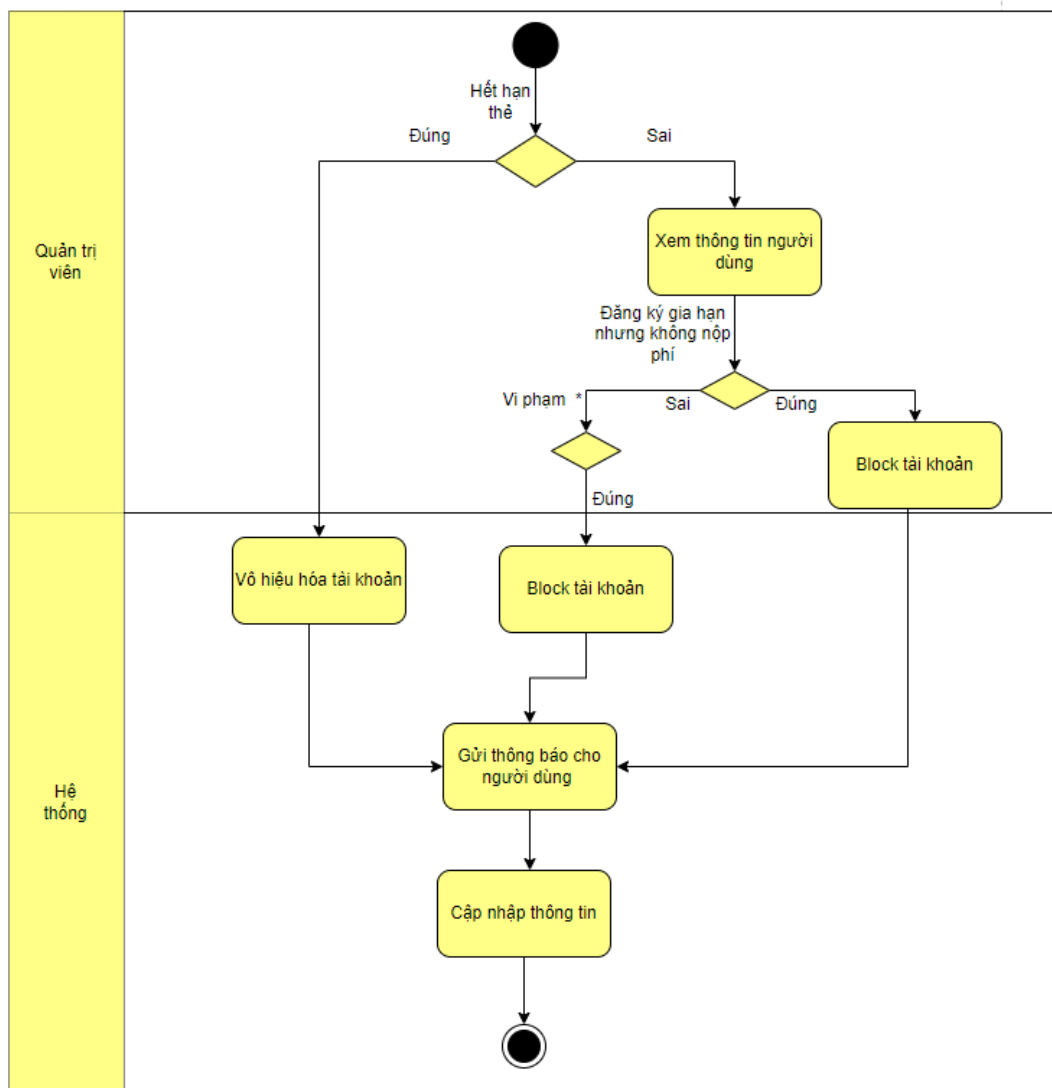 Hết hạn
thẻ
Đúng
Sai
Quản trị
viên
Xem thông tin người
dùng
Đăng ký gia hạn
nhưng không nộp
phí
Vi phạm *
Sai
Đúng
Block tài khoản
Đúng
Vô hiệu hóa tài khoản
Block tài khoản
Gửi thông báo cho
người dùng
Hệ
thống
Cập nhập thông tin